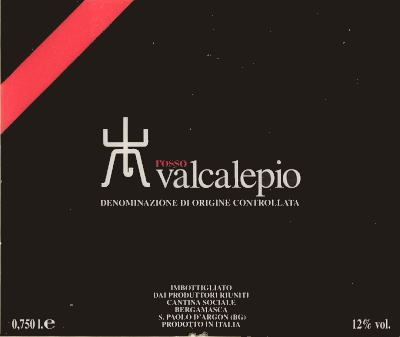 rosso
valcalepio
DENOMINAZIONE DI ORIGINE CONTROLLATA
IMBOTTIGLIATO
DAI PRODUTTORI RIUNITI
CANTINA SOCIALE
BERGAMASCA
S. PAOLO D'ARGON (BG)
PRODOTTO IN ITALIA
0,750 l.e
12% vol.